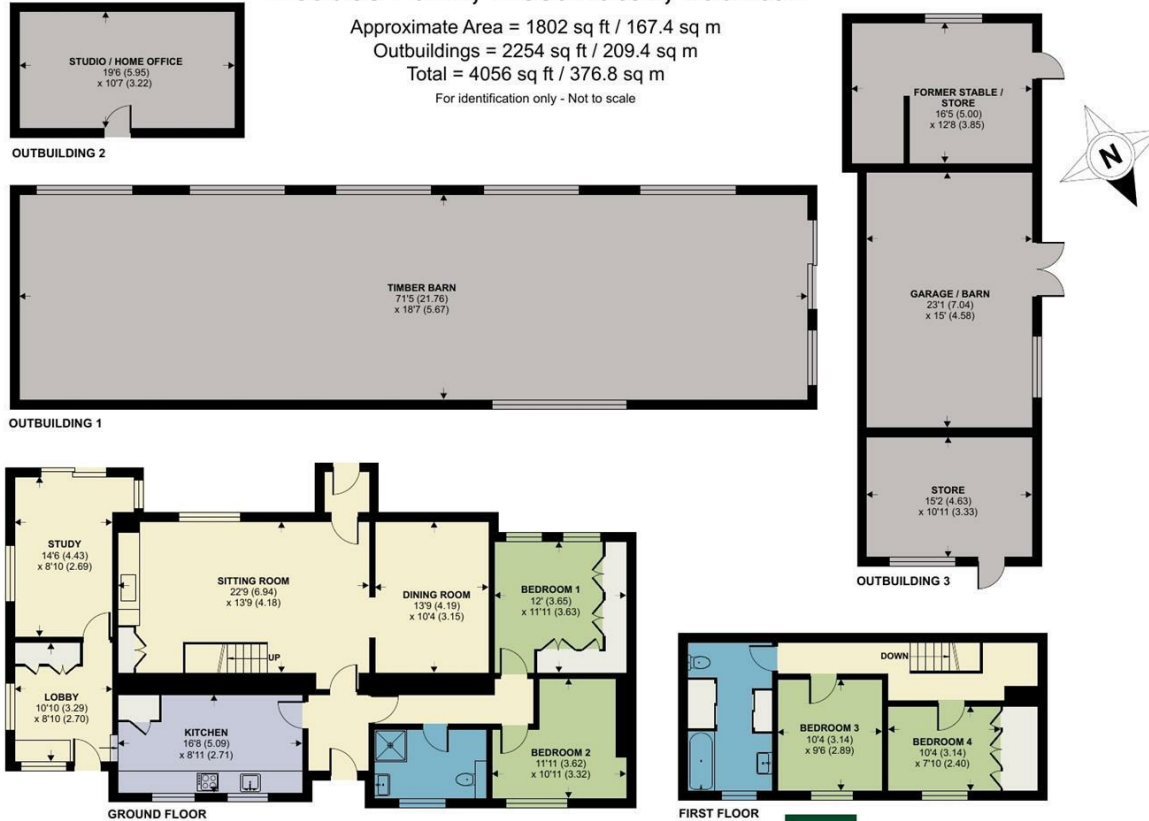 Approximate Area = 1802 sq ft / 167.4 sq m
Outbuildings = 2254 sq ft / 209.4 sq m
Total = 4056 sq ft / 376.8 sq m
For identification only - Not to scale
STUDIO / HOME OFFICE
19'6 (5.95)
x 10'7 (3.22)
OUTBUILDING 2
FORMER STABLE /
STORE
16'5 (5.00)
x 12'8 (3.85)
N
TIMBER BARN
71'5 (21.76)
x 18'7 (5.67)
OUTBUILDING 1
GARAGE / BARN
23'1 (7.04)
x 15' (4.58)
STORE
15'2 (4.63)
x 10'11 (3.33)
OUTBUILDING 3
STUDY
14'6 (4.43)
x 8'10 (2.69)
SITTING ROOM
22'9 (6.94)
x 13'9 (4.18)
UP
DINING ROOM
13'9 (4.19)
x 10'4 (3.15)
BEDROOM 1
12' (3.65)
x 11'11 (3.63)
LOBBY
10'10 (3.29)
x 8'10 (2.70)
KITCHEN
16'8 (5.09)
x 8'11 (2.71)
BEDROOM 2
11'11 (3.62)
x 10'11 (3.32)
GROUND FLOOR
DOWN
BEDROOM 3
10'4 (3.14)
x 9'6 (2.89)
BEDROOM 4
10'4 (3.14)
x 7'10 (2.40)
FIRST FLOOR